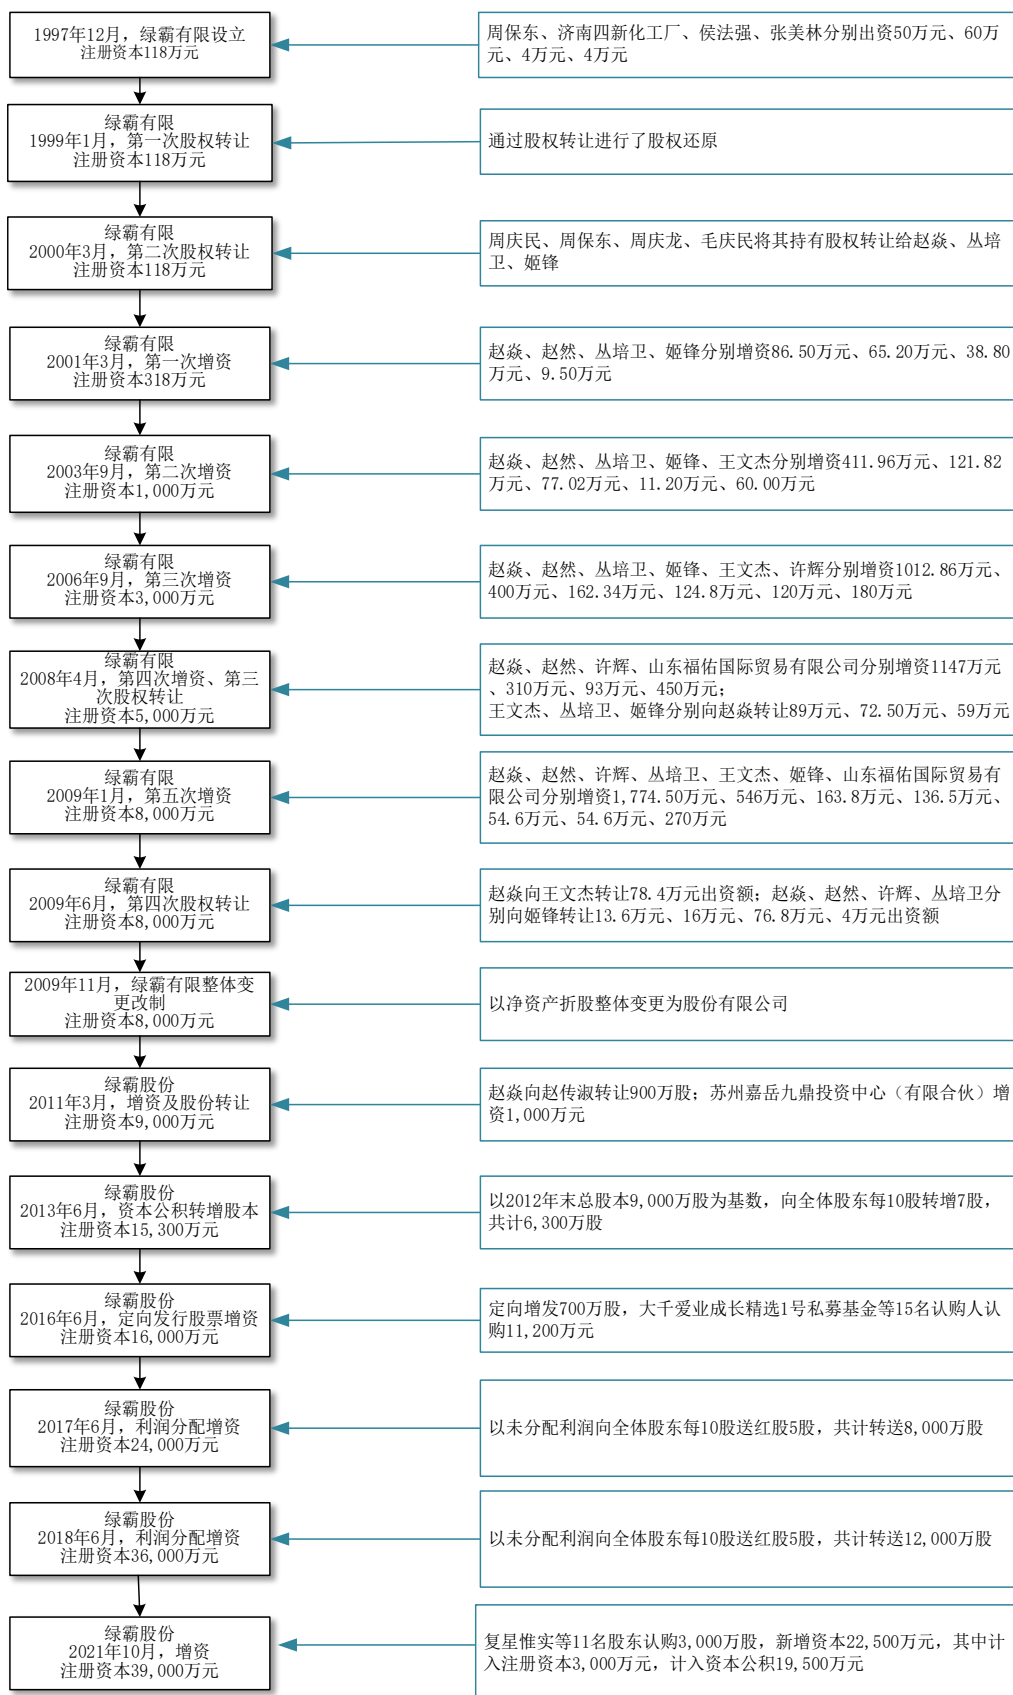 1997年12月，绿霸有限设立
注册资本118万元
周保东、济南四新化工厂、侯法强、张美林分别出资50万元、60万
元、4万元、4万元
绿霸有限
1999年1月，第一次股权转让
注册资本118万元
通过股权转让进行了股权还原
绿霸有限
2000年3月，第二次股权转让
注册资本118万元
周庆民、周保东、周庆龙、毛庆民将其持有股权转让给赵焱、丛培
卫、姬锋
绿霸有限
2001年3月，第一次增资
注册资本318万元
赵焱、赵然、丛培卫、姬锋分别增资86.50万元、65.20万元、38.80
万元、9.50万元
绿霸有限
2003年9月，第二次增资
注册资本1,000万元
赵焱、赵然、丛培卫、姬锋、王文杰分别增资411.96万元、121.82
万元、77.02万元、11.20万元、60.00万元
绿霸有限
2006年9月，第三次增资
注册资本3,000万元
赵焱、赵然、丛培卫、姬锋、王文杰、许辉分别增资1012.86万元、
400万元、162.34万元、124.8万元、120万元、180万元
绿霸有限
2008年4月，第四次增资、第三
次股权转让
注册资本5,000万元
赵焱、赵然、许辉、山东福佑国际贸易有限公司分别增资1147万元
、310万元、93万元、450万元；
王文杰、丛培卫、姬锋分别向赵焱转让89万元、72.50万元、59万元
绿霸有限
2009年1月，第五次增资
注册资本8,000万元
赵焱、赵然、许辉、丛培卫、王文杰、姬锋、山东福佑国际贸易有
限公司分别增资1,774.50万元、546万元、163.8万元、136.5万元、
54.6万元、54.6万元、270万元
绿霸有限
2009年6月，第四次股权转让
注册资本8,000万元
赵焱向王文杰转让78.4万元出资额；赵焱、赵然、许辉、丛培卫分
别向姬锋转让13.6万元、16万元、76.8万元、4万元出资额
2009年11月，绿霸有限整体变
更改制
注册资本8,000万元
以净资产折股整体变更为股份有限公司
绿霸股份
2011年3月，增资及股份转让
注册资本9,000万元
赵焱向赵传淑转让900万股；苏州嘉岳九鼎投资中心（有限合伙）增
资1,000万元
绿霸股份
2013年6月，资本公积转增股本
注册资本15,300万元
以2012年末总股本9,000万股为基数，向全体股东每10股转增7股，
共计6,300万股
绿霸股份
2016年6月，定向发行股票增资
注册资本16,000万元
定向增发700万股，大千爱业成长精选1号私募基金等15名认购人认
购11,200万元
绿霸股份
2017年6月，利润分配增资
注册资本24,000万元
以未分配利润向全体股东每10股送红股5股，共计转送8,000万股
绿霸股份
2018年6月，利润分配增资
注册资本36,000万元
以未分配利润向全体股东每10股送红股5股，共计转送12,000万股
绿霸股份
2021年10月，增资
注册资本39,000万元
复星惟实等11名股东认购3,000万股，新增资本22,500万元，其中计
入注册资本3,000万元，计入资本公积19,500万元